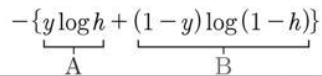 −{y log h + (1 − y) log (1 − h)}
A B